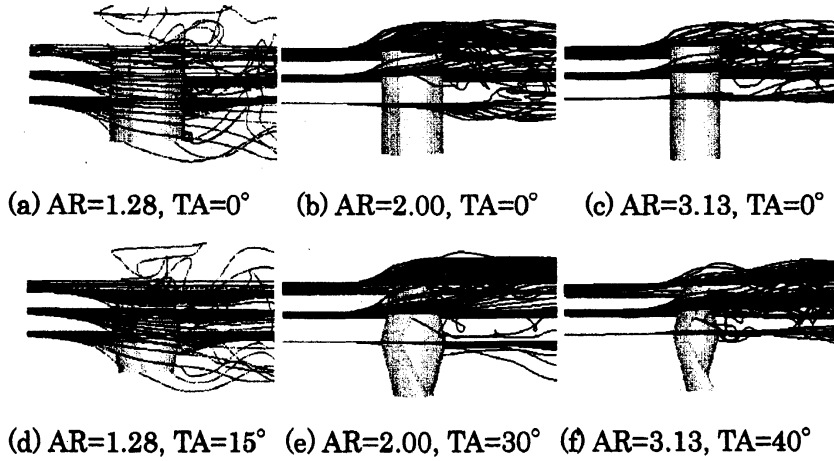 (a) AR=1.28, TA=0°
(b) AR=2.00, TA=0°
(c) AR=3.13, TA=0°
(d) AR=1.28, TA=15°
(e) AR=2.00, TA=30°
(f) AR=3.13, TA=40°